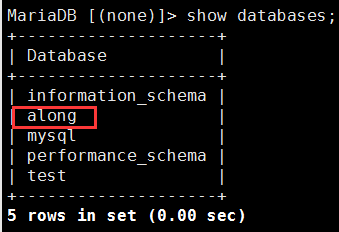 MariaDB [(none)]> show databases;
+--------------------+
| Database           |
+--------------------+
| information_schema |
| along              |
| mysql              |
| performance_schema |
| test               |
+--------------------+
5 rows in set (0.00 sec)